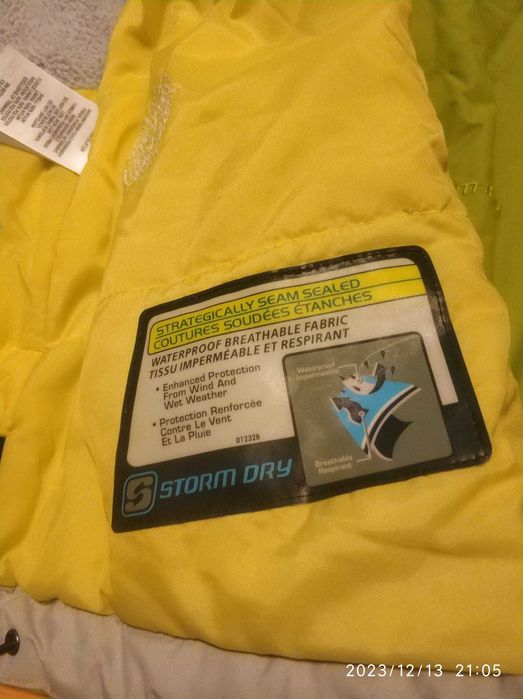 STRATEGICALLY SEAM SEALED
COUTURES SOUDÉES ÉTANCHES
WATERPROOF BREATHABLE FABRIC
TISSU IMPERMÉABLE ET RESPIRANT
• Enhanced Protection
From Wind And
Wet Weather
• Protection Renforcée
Contre Le Vent
Et La Pluie
012328
Waterproof
Imperméable
Breathable
Respirant
S STORM DRY
2023/12/13 21:05